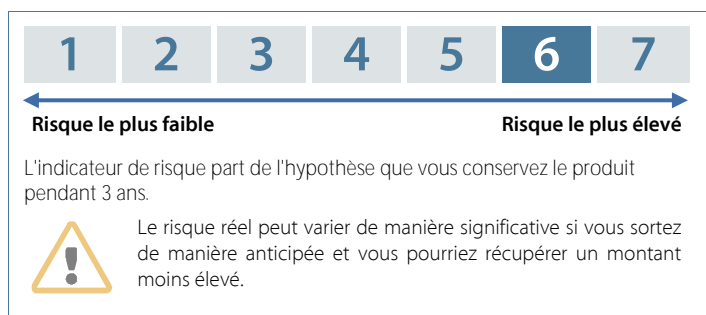 1 2 3 4 5 6 7
Risque le plus faible Risque le plus élevé
L'indicateur de risque part de l'hypothèse que vous conservez le produit
pendant 3 ans.
Le risque réel peut varier de manière significative si vous sortez
de manière anticipée et vous pourriez récupérer un montant
moins élevé.